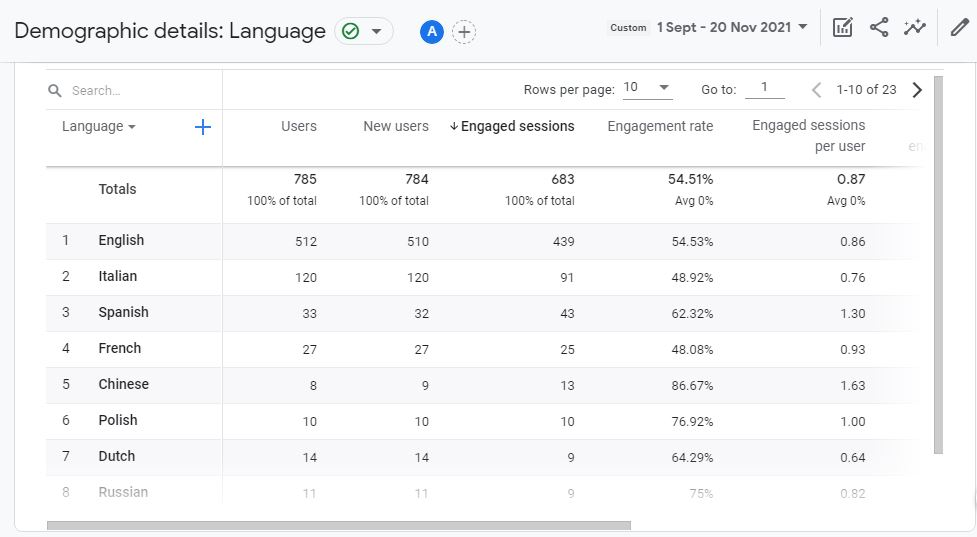 Demographic details: Language
A
Custom 1 Sept - 20 Nov 2021
Search...
Rows per page: 10 Go to: 1 1-10 of 23
Language Users New users Engaged sessions Engagement rate Engaged sessions per user en
Totals 785 784 683 54.51% 0.87
100% of total 100% of total 100% of total Avg 0% Avg 0%
1 English 512 510 439 54.53% 0.86
2 Italian 120 120 91 48.92% 0.76
3 Spanish 33 32 43 62.32% 1.30
4 French 27 27 25 48.08% 0.93
5 Chinese 8 9 13 86.67% 1.63
6 Polish 10 10 10 76.92% 1.00
7 Dutch 14 14 9 64.29% 0.64
8 Russian 11 11 9 75% 0.82